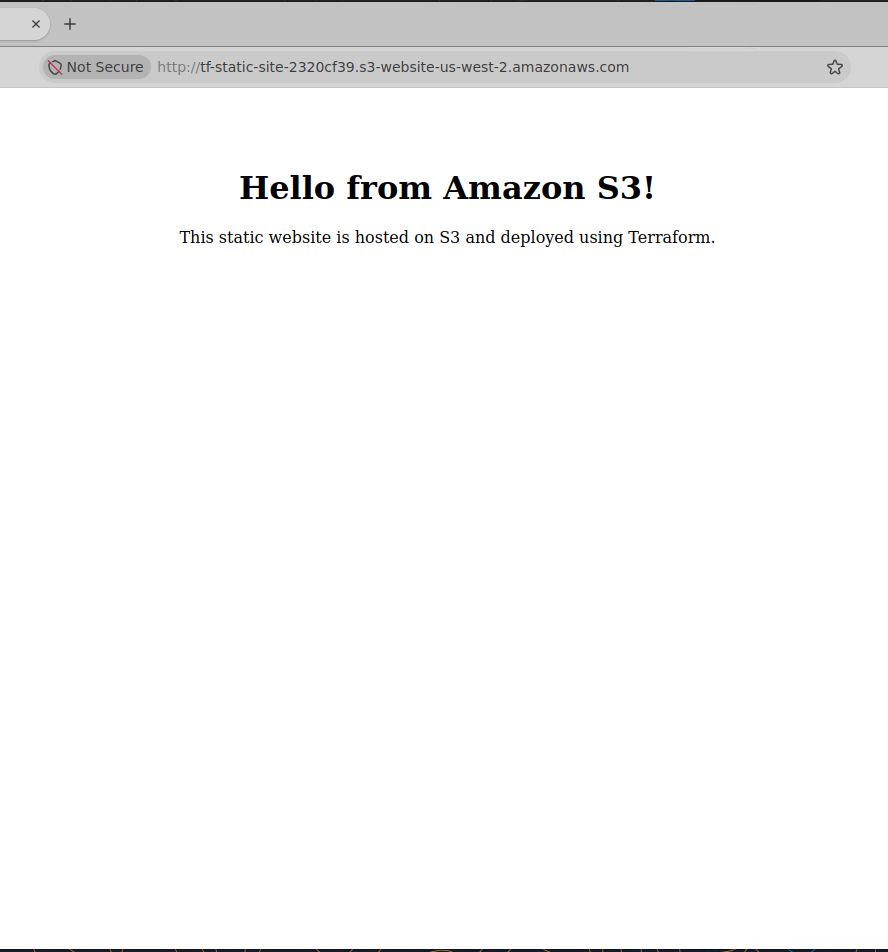 Not Secure http://tf-static-site-2320cf39.s3-website-us-west-2.amazonaws.com
Hello from Amazon S3!
This static website is hosted on S3 and deployed using Terraform.